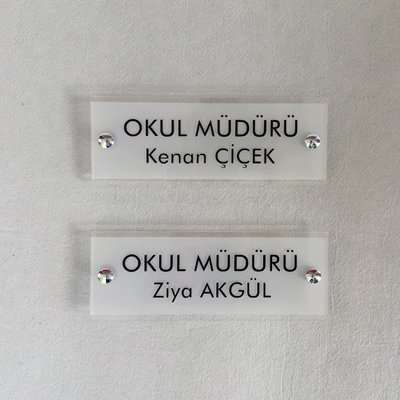 OKUL MÜDÜRÜ
Kenan ÇİÇEK
OKUL MÜDÜRÜ
Ziya AKGÜL